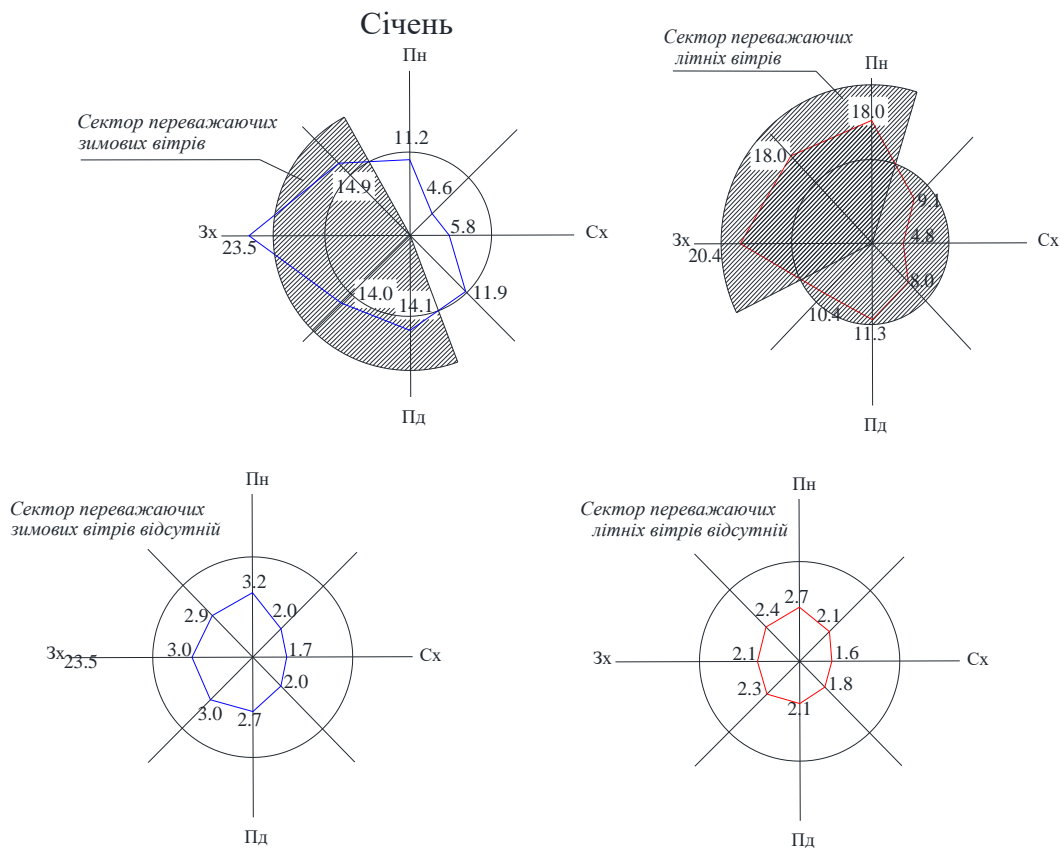 Січень
Пн
Сектор переважаючих
зимових вітрів
11.2
14.9
4.6
Зх
23.5
5.8
Сх
14.0
14.1
11.9
Пд
Сектор переважаючих
літніх вітрів
Пн
18.0
18.0
9.1
Зх
20.4
4.8
Сх
8.0
10.4
11.3
Пд
Пн
Сектор переважаючих
зимових вітрів відсутній
3.2
2.9
2.0
Зх
23.5
3.0
1.7
Сх
2.0
3.0
2.7
Пд
Пн
Сектор переважаючих
літніх вітрів відсутній
2.7
2.4
2.1
Зх
2.1
1.6
Сх
2.3
1.8
2.1
Пд